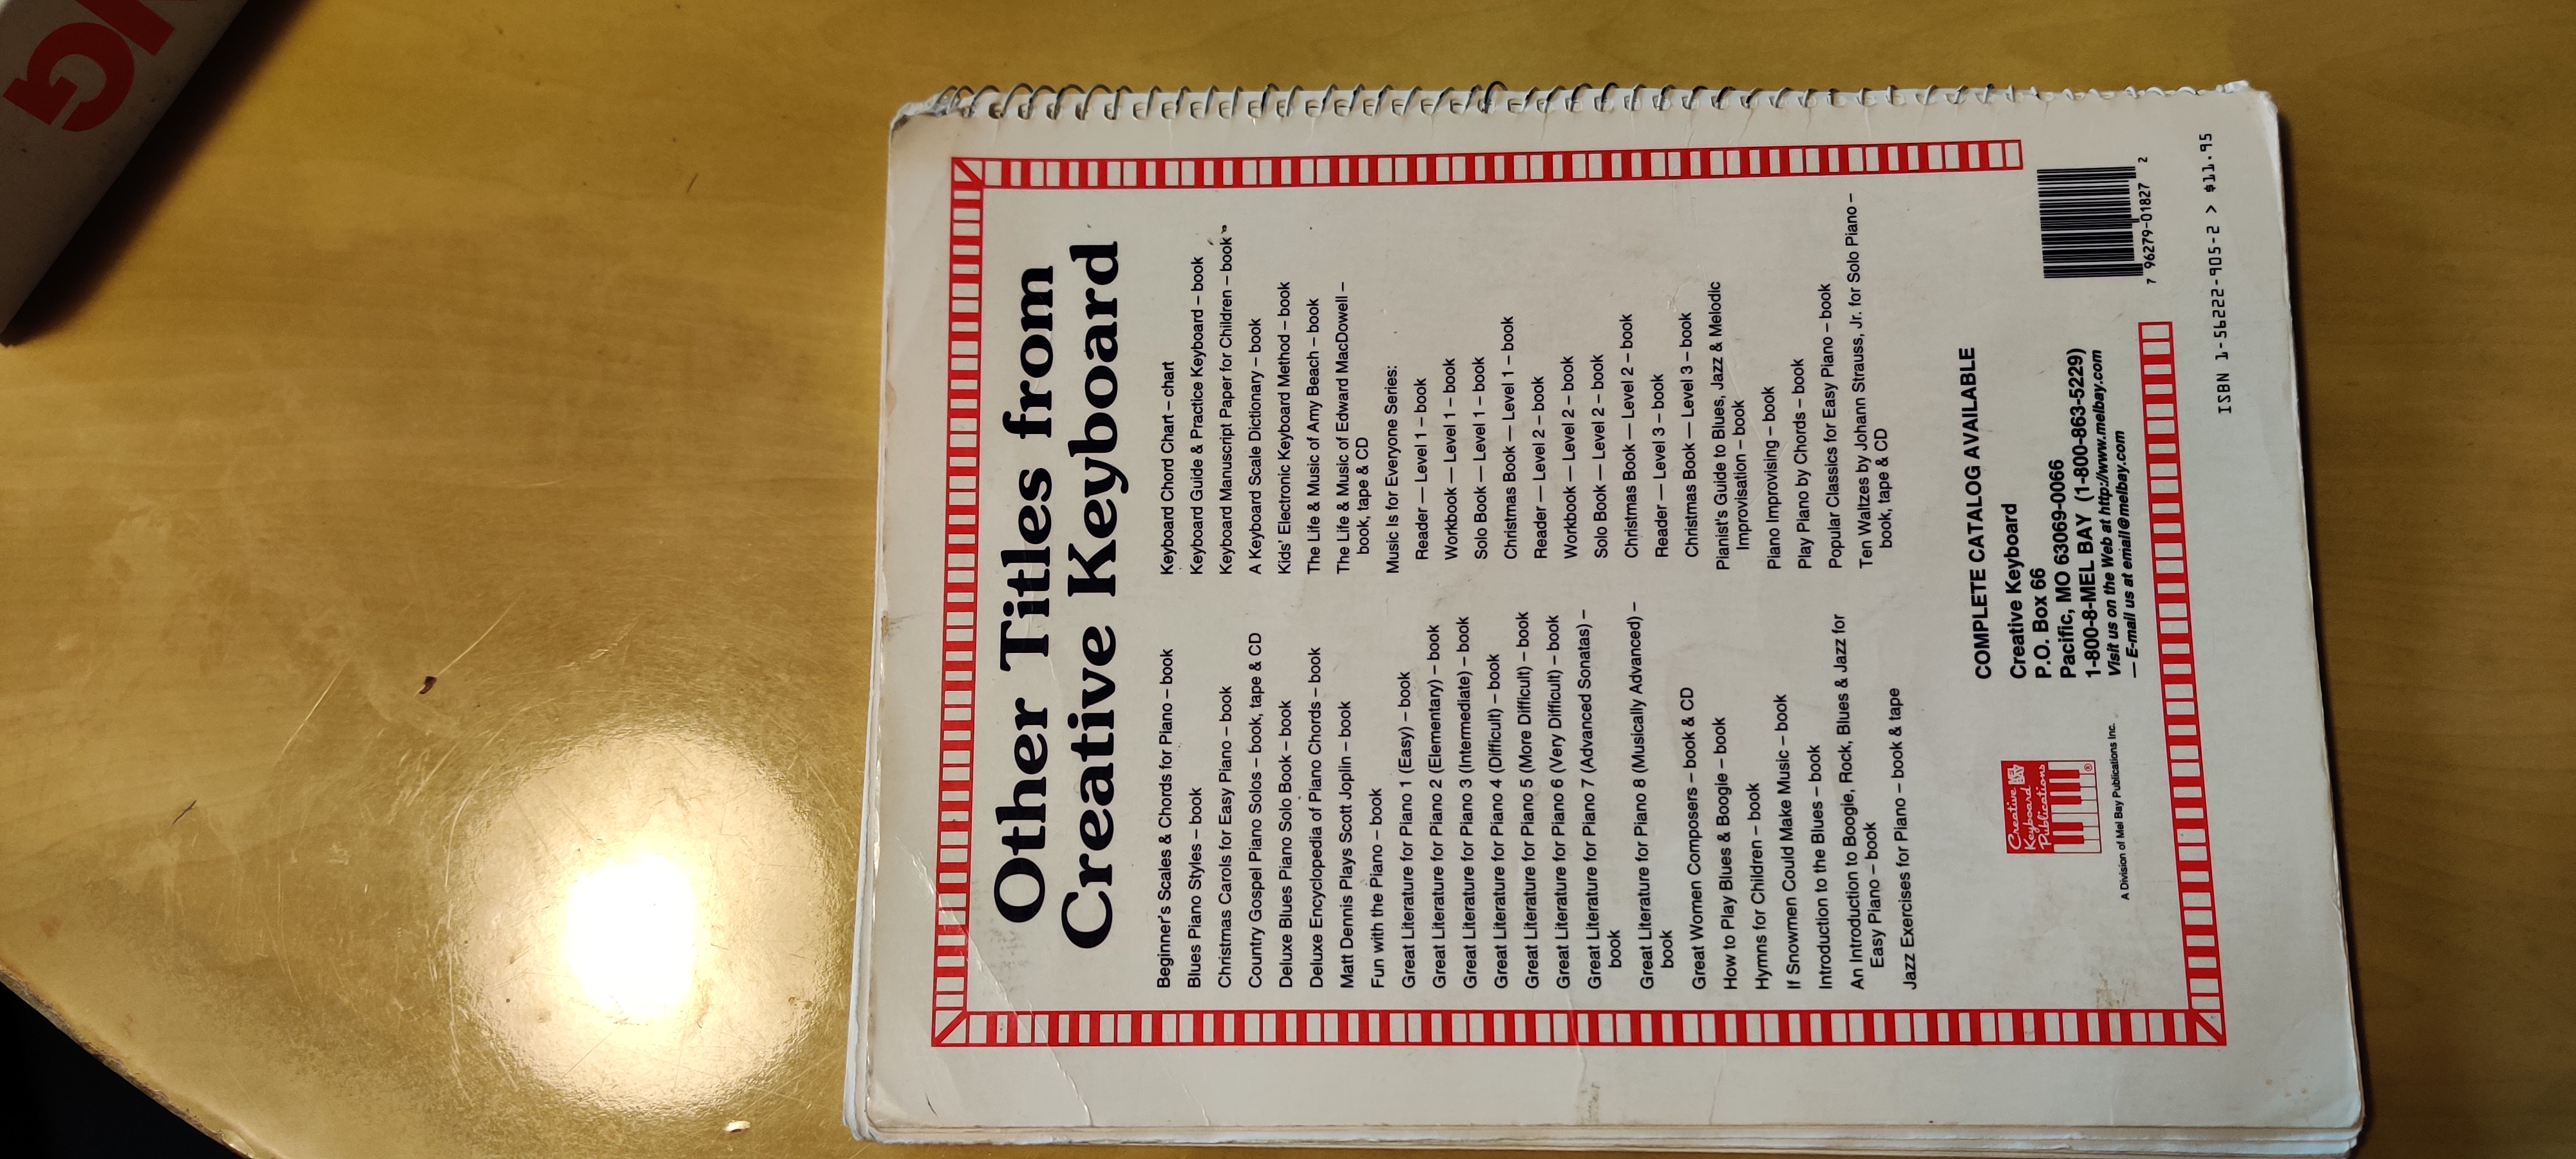 Other Titles from
Creative Keyboard
Beginner's Scales & Chords for Piano – book
Blues Piano Styles – book
Christmas Carols for Easy Piano – book
Country Gospel Piano Solos – book, tape & CD
Deluxe Blues Piano Solo Book – book
Deluxe Encyclopedia of Piano Chords – book
Matt Dennis Plays Scott Joplin – book
Fun with the Piano – book
Great Literature for Piano 1 (Easy) – book
Great Literature for Piano 2 (Elementary) – book
Great Literature for Piano 3 (Intermediate) – book
Great Literature for Piano 4 (Difficult) – book
Great Literature for Piano 5 (More Difficult) – book
Great Literature for Piano 6 (Very Difficult) – book
Great Literature for Piano 7 (Advanced Sonatas) –
book
Great Literature for Piano 8 (Musically Advanced) –
book
Great Women Composers – book & CD
How to Play Blues & Boogie – book
Hymns for Children – book
If Snowmen Could Make Music – book
Introduction to the Blues – book
An Introduction to Boogie, Rock, Blues & Jazz for
Easy Piano – book
Jazz Exercises for Piano – book & tape
Keyboard Chord Chart – chart
Keyboard Guide & Practice Keyboard – book
Keyboard Manuscript Paper for Children – book
A Keyboard Scale Dictionary – book
Kids' Electronic Keyboard Method – book
The Life & Music of Amy Beach – book
The Life & Music of Edward MacDowell –
book, tape & CD
Music Is for Everyone Series:
Reader — Level 1 – book
Workbook — Level 1 – book
Solo Book — Level 1 – book
Christmas Book — Level 1 – book
Reader — Level 2 – book
Workbook — Level 2 – book
Solo Book — Level 2 – book
Christmas Book — Level 2 – book
Reader — Level 3 – book
Christmas Book — Level 3 – book
Pianist's Guide to Blues, Jazz & Melodic
Improvisation – book
Piano Improvising – book
Play Piano by Chords – book
Popular Classics for Easy Piano – book
Ten Waltzes by Johann Strauss, Jr. for Solo Piano –
book, tape & CD
Creative MEL BAY
Keyboard
Publications
®
A Division of Mel Bay Publications Inc.
COMPLETE CATALOG AVAILABLE
Creative Keyboard
P.O. Box 66
Pacific, MO 63069-0066
1-800-8-MEL BAY (1-800-863-5229)
Visit us on the Web at http://www.melbay.com
— E-mail us at email@melbay.com
7 96279-01827 2
ISBN 1-56222-905-2 > $11.95